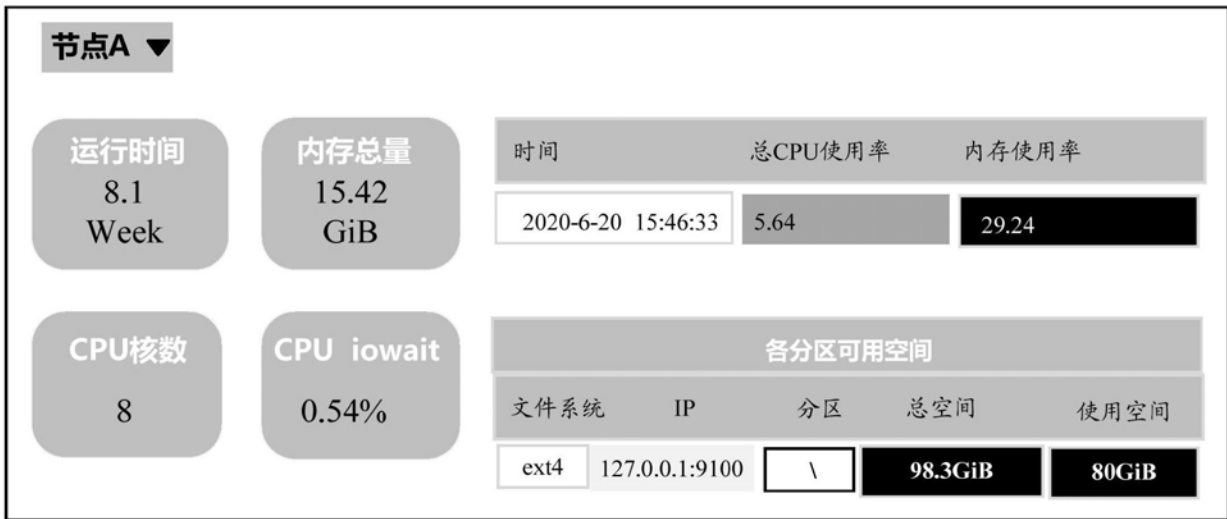 节点A ▼
运行时间
8.1
Week
内存总量
15.42
GiB
时间 总CPU使用率 内存使用率
2020-6-20 15:46:33 5.64 29.24
CPU核数
8
CPU iowait
0.54%
各分区可用空间
文件系统 IP 分区 总空间 使用空间
ext4 127.0.0.1:9100 \ 98.3GiB 80GiB